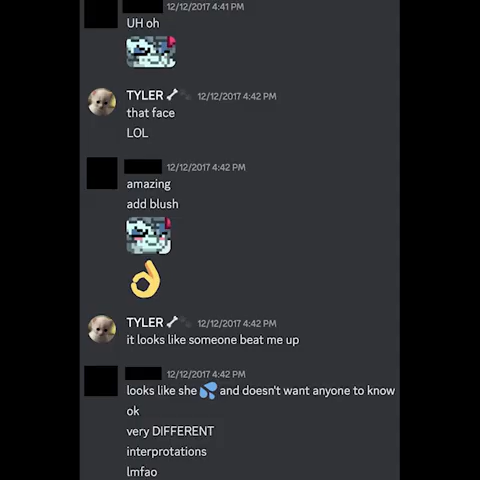 12/12/2017 4:41 PM
UH oh
TYLER 12/12/2017 4:42 PM
that face
LOL
12/12/2017 4:42 PM
amazing
add blush
TYLER 12/12/2017 4:42 PM
it looks like someone beat me up
12/12/2017 4:42 PM
looks like she 💦 and doesn't want anyone to know
ok
very DIFFERENT
interprotations
lmfao